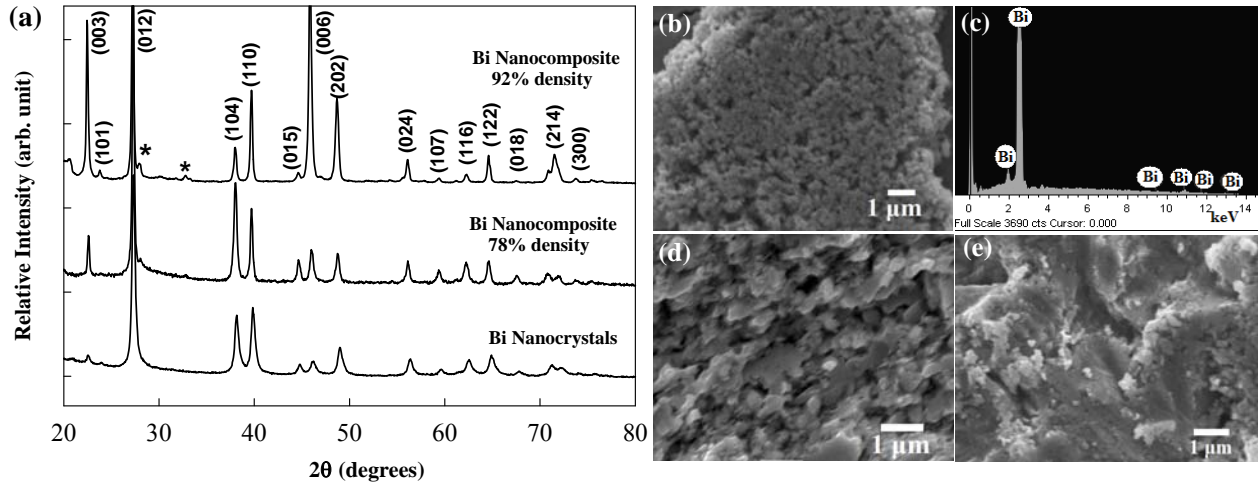 (a)
Relative Intensity (arb. unit)
(003)
(101)
(012)
*
*
(104)
(110)
(015)
(006)
(202)
(024)
(107)
(116)
(122)
(018)
(214)
(300)
Bi Nanocomposite
92% density
Bi Nanocomposite
78% density
Bi Nanocrystals
20 30 40 50 60 70 80
2θ (degrees)
(b)
1 µm
(c)
Bi
Bi
Bi
Bi
Bi
Bi
0 2 4 6 8 10 12 14
keV
Full Scale 3690 cts Cursor: 0.000
(d)
1 µm
(e)
1 µm